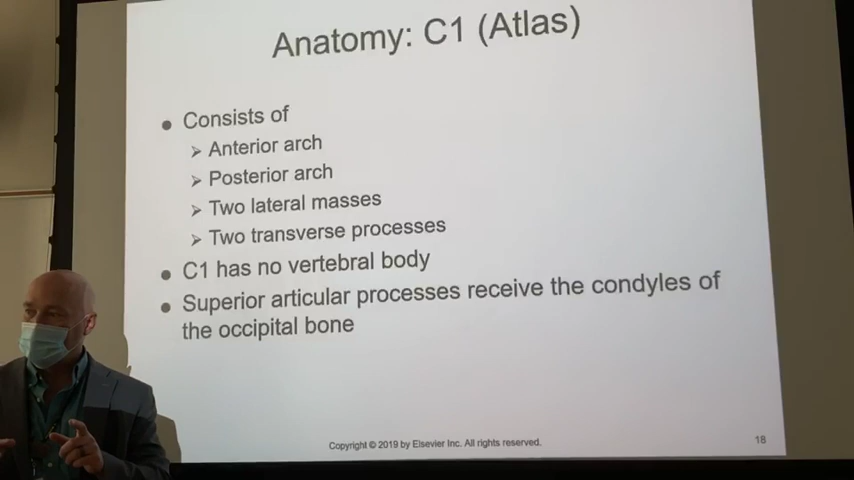 Anatomy: C1 (Atlas)
Consists of
Anterior arch
Posterior arch
Two lateral masses
Two transverse processes
C1 has no vertebral body
Superior articular processes receive the condyles of
the occipital bone
Copyright © 2019 by Elsevier Inc. All rights reserved.
18